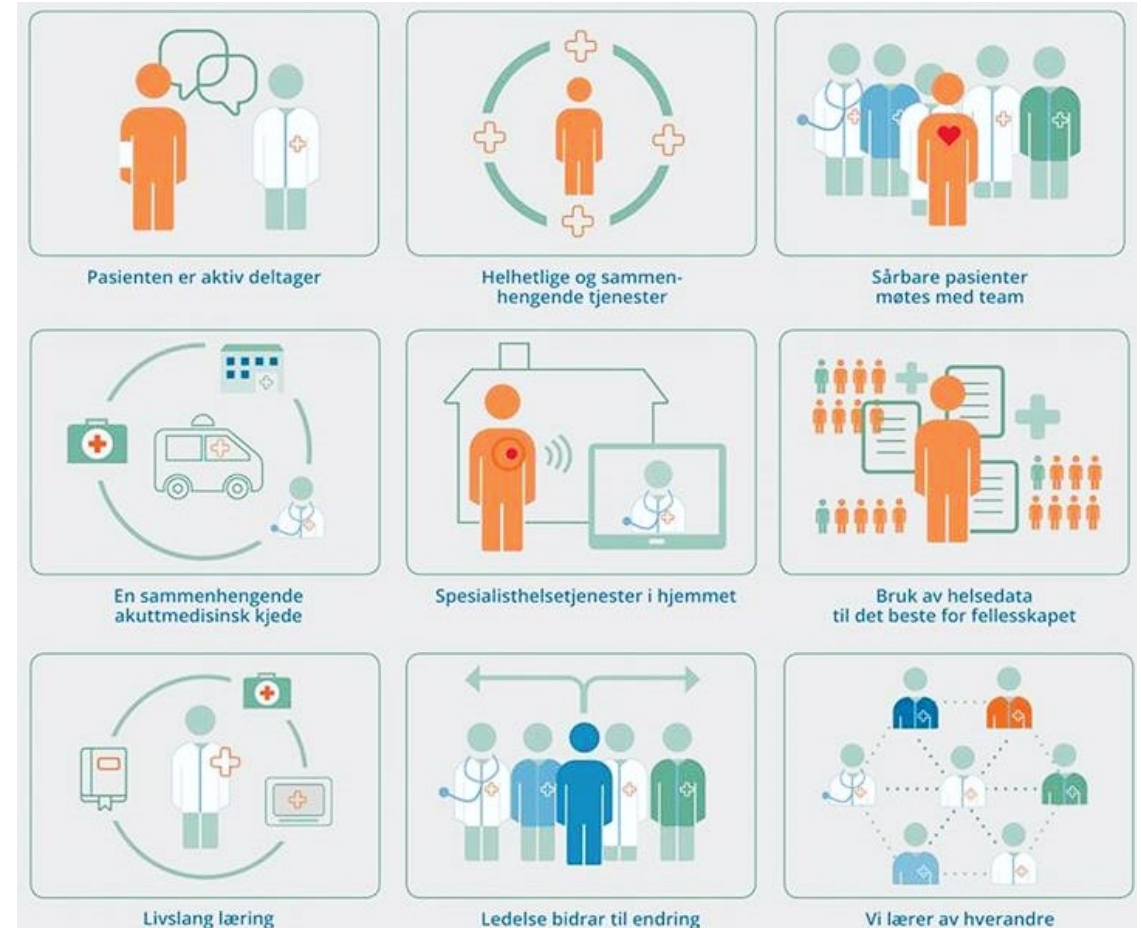 Pasienten er aktiv deltager
Helhetlige og sammen-
hengende tjenester
Sårbare pasienter
møtes med team
En sammenhengende
akuttmedisinsk kjede
Spesialisthelsetjenester i hjemmet
Bruk av helsedata
til det beste for fellesskapet
Livslang læring
Ledelse bidrar til endring
Vi lærer av hverandre